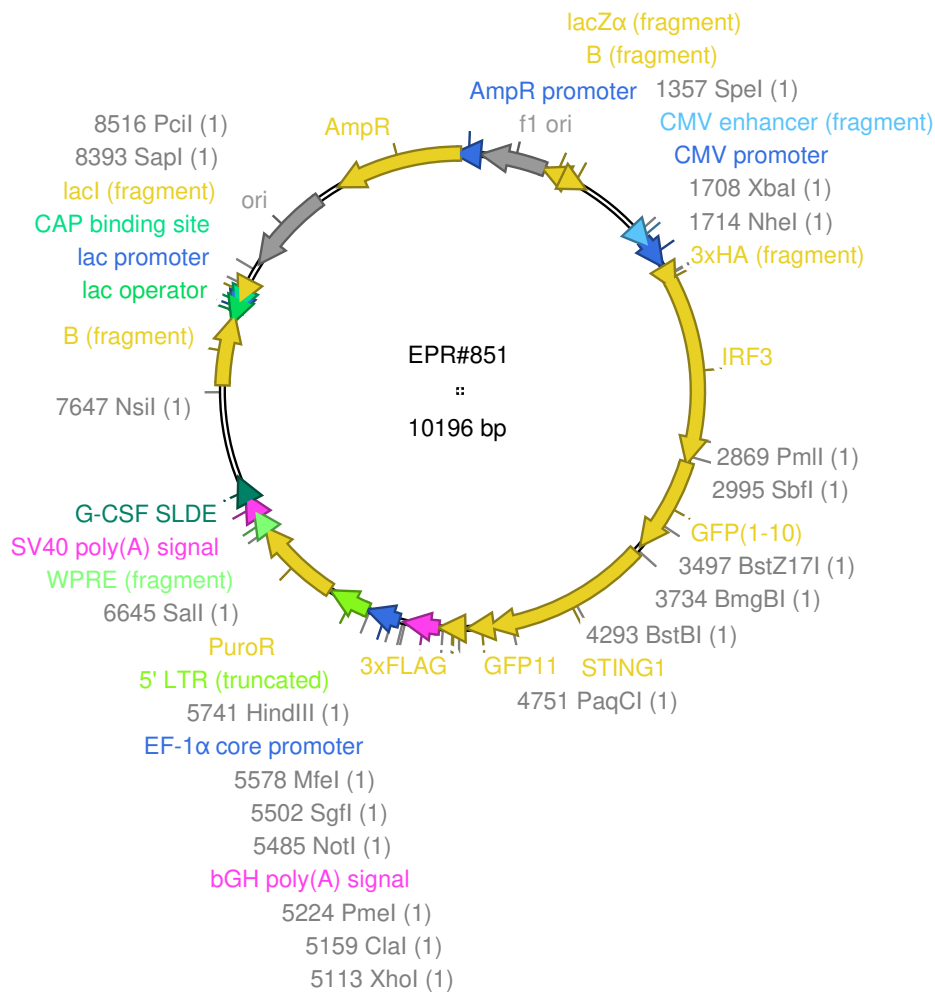 lacZα (fragment)
B (fragment)
AmpR promoter
1357 SpeI (1)
f1 ori
CMV enhancer (fragment)
CMV promoter
1708 XbaI (1)
1714 NheI (1)
3xHA (fragment)
IRF3
2869 PmlI (1)
2995 SbfI (1)
GFP(1-10)
3497 BstZ17I (1)
3734 BmgBI (1)
4293 BstBI (1)
STING1
4751 PaqCI (1)
GFP11
3xFLAG
5113 XhoI (1)
5159 ClaI (1)
5224 PmeI (1)
bGH poly(A) signal
5485 NotI (1)
5502 SgfI (1)
5578 MfeI (1)
EF-1α core promoter
5741 HindIII (1)
5' LTR (truncated)
PuroR
6645 SalI (1)
WPRE (fragment)
SV40 poly(A) signal
G-CSF SLDE
7647 NsiI (1)
B (fragment)
lac operator
lac promoter
CAP binding site
lacI (fragment)
8393 SapI (1)
8516 PciI (1)
ori
AmpR
EPR#851
::
10196 bp